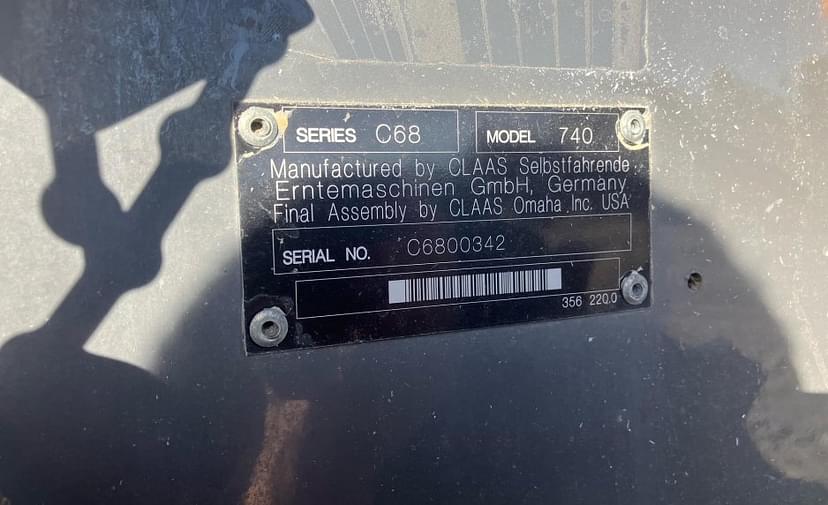 SERIES C68 MODEL 740
Manufactured by CLAAS Selbstfahrende
Erntemaschinen GmbH, Germany
Final Assembly by CLAAS Omaha Inc. USA
SERIAL NO. C6800342
356 220.0